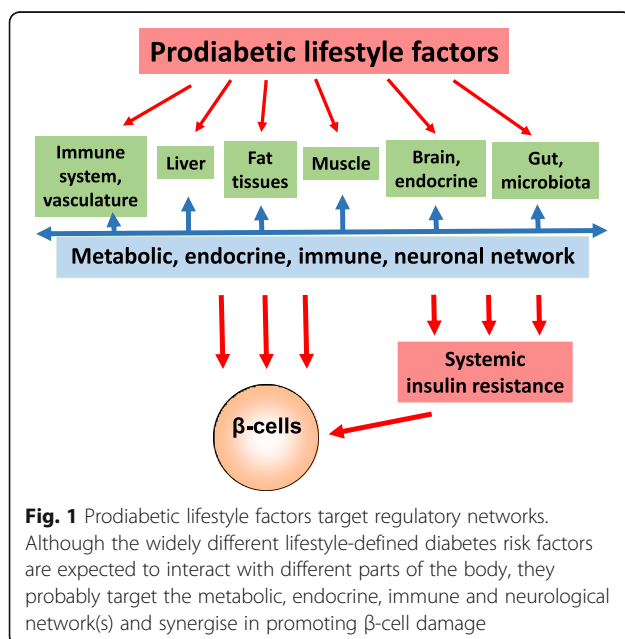 Prodiabetic lifestyle factors
Immune
system,
vasculature
Liver
Fat
tissues
Muscle
Brain,
endocrine
Gut,
microbiota
Metabolic, endocrine, immune, neuronal network
Systemic
insulin resistance
β-cells
Fig. 1 Prodiabetic lifestyle factors target regulatory networks.
Although the widely different lifestyle-defined diabetes risk factors
are expected to interact with different parts of the body, they
probably target the metabolic, endocrine, immune and neurological
network(s) and synergise in promoting β-cell damage